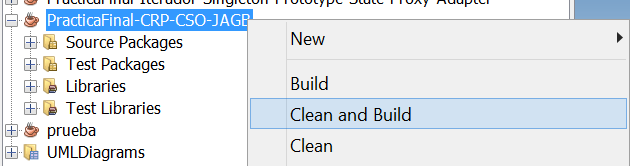 PracticaFinal-Iterador-Singleton-Prototype-State-Proxy-Adapter
PracticaFinal-CRP-CSO-JAGB
Source Packages
Test Packages
Libraries
Test Libraries
prueba
UMLDiagrams
New
Build
Clean and Build
Clean